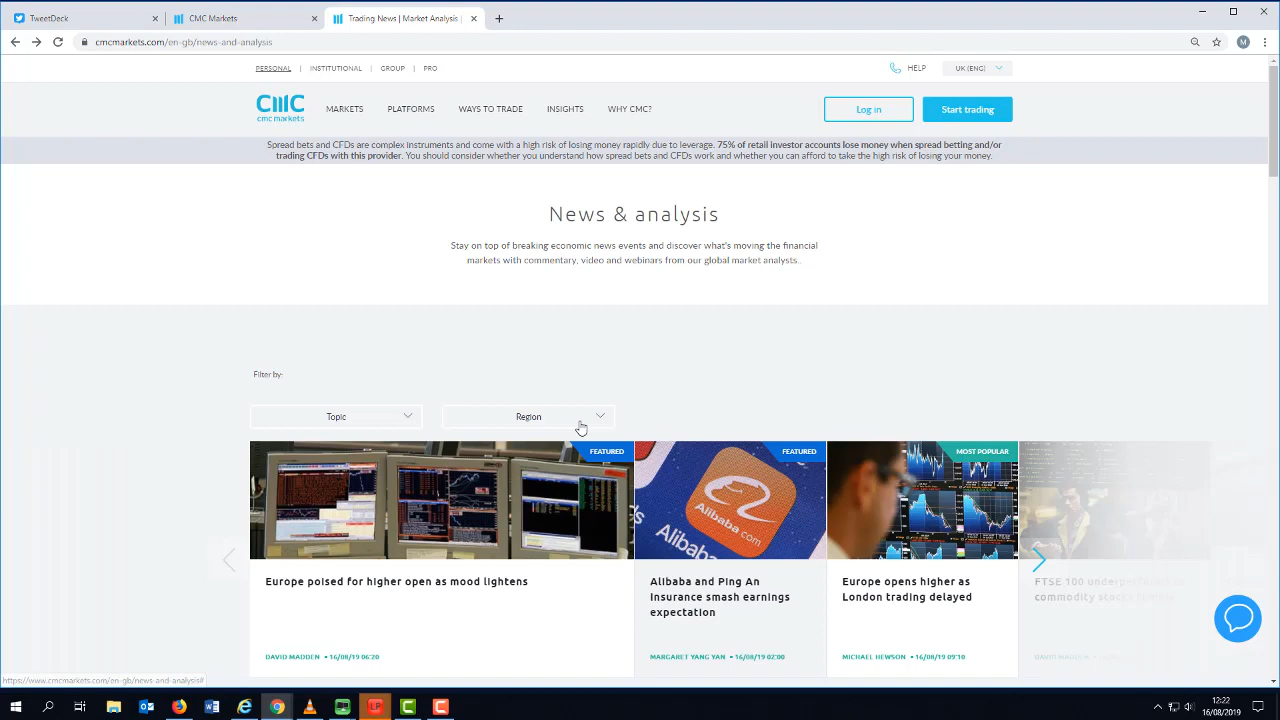 TweetDeck
CMC Markets
Trading News | Market Analysis |
cmcmarkets.com/en-gb/news-and-analysis
M
PERSONAL | INSTITUTIONAL | GROUP | PRO
HELP
UK (ENG)
CMC
cmc markets
MARKETS
PLATFORMS
WAYS TO TRADE
INSIGHTS
WHY CMC?
Log in
Start trading
Spread bets and CFDs are complex instruments and come with a high risk of losing money rapidly due to leverage. 75% of retail investor accounts lose money when spread betting and/or
trading CFDs with this provider. You should consider whether you understand how spread bets and CFDs work and whether you can afford to take the high risk of losing your money.
News & analysis
Stay on top of breaking economic news events and discover what's moving the financial
markets with commentary, video and webinars from our global market analysts..
Filter by:
Topic
Region
FEATURED
FEATURED
MOST POPULAR
Alibaba.com
Alibaba
Europe poised for higher open as mood lightens
DAVID MADDEN • 16/08/19 06:20
Alibaba and Ping An
Insurance smash earnings
expectation
MARGARET YANG YAN • 16/08/19 02:00
Europe opens higher as
London trading delayed
MICHAEL HEWSON • 16/08/19 09:10
FTSE 100
commodity
DAVID MADDEN
https://www.cmcmarkets.com/en-gb/news-and-analysis#
LP
12:22
16/08/2019